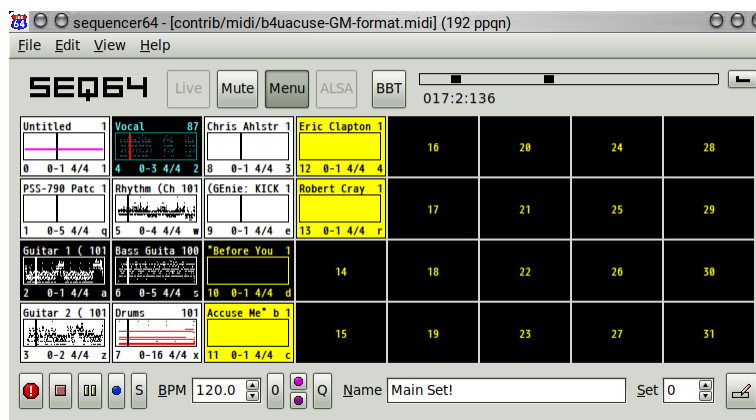 sequencer64 - [contrib/midi/b4uacuse-GM-format.midi] (192 ppqn)
File Edit View Help
SEQ64 Live Mute Menu ALSA BBT
017:2:136
Untitled 1 Vocal 87 Chris Ahlstr 1 Eric Clapton 1
16 20 24 28
0 0-1 4/4 1 4 0-3 4/4 2 8 0-1 4/4 3 12 0-1 4/4 4
PSS-790 Patc 1 Rhythm (Ch 101 (GEnie: KICK 1 Robert Cray 1
17 21 25 29
1 0-5 4/4 q 5 0-4 4/4 w 9 0-1 4/4 e 13 0-1 4/4 r
Guitar 1 ( 101 Bass Guita 100 "Before You 1
14 18 22 26 30
2 0-1 4/4 a 6 0-5 4/4 s 10 0-1 4/4 d
Guitar 2 ( 101 Drums 101 Accuse Me" b 1
15 19 23 27 31
3 0-2 4/4 z 7 0-16 4/4 x 11 0-1 4/4 c
S BPM 120.0 0 Q Name Main Set! Set 0